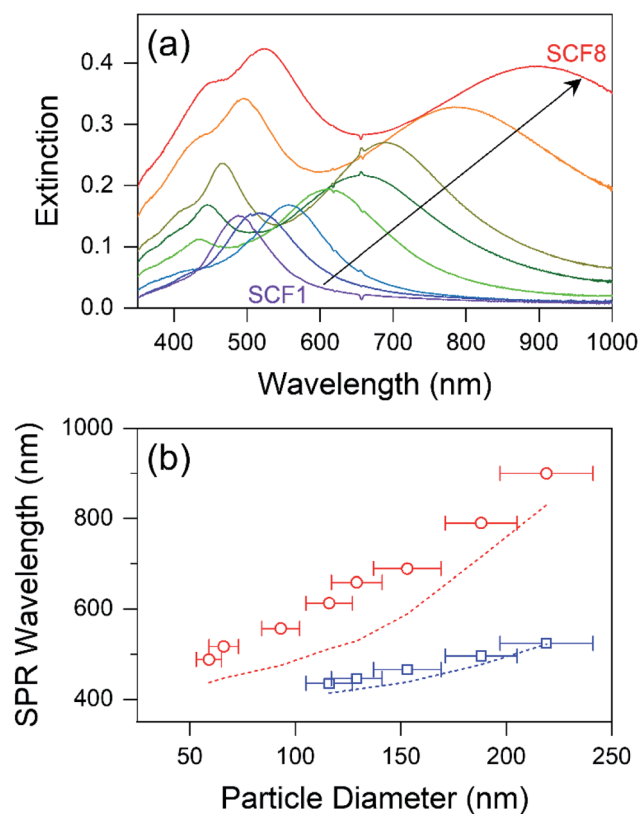 (a)
SCF8
SCF1
0.4
0.3
0.2
0.1
0.0
Extinction
400 500 600 700 800 900 1000
Wavelength (nm)
(b)
1000
800
600
400
SPR Wavelength (nm)
50 100 150 200 250
Particle Diameter (nm)